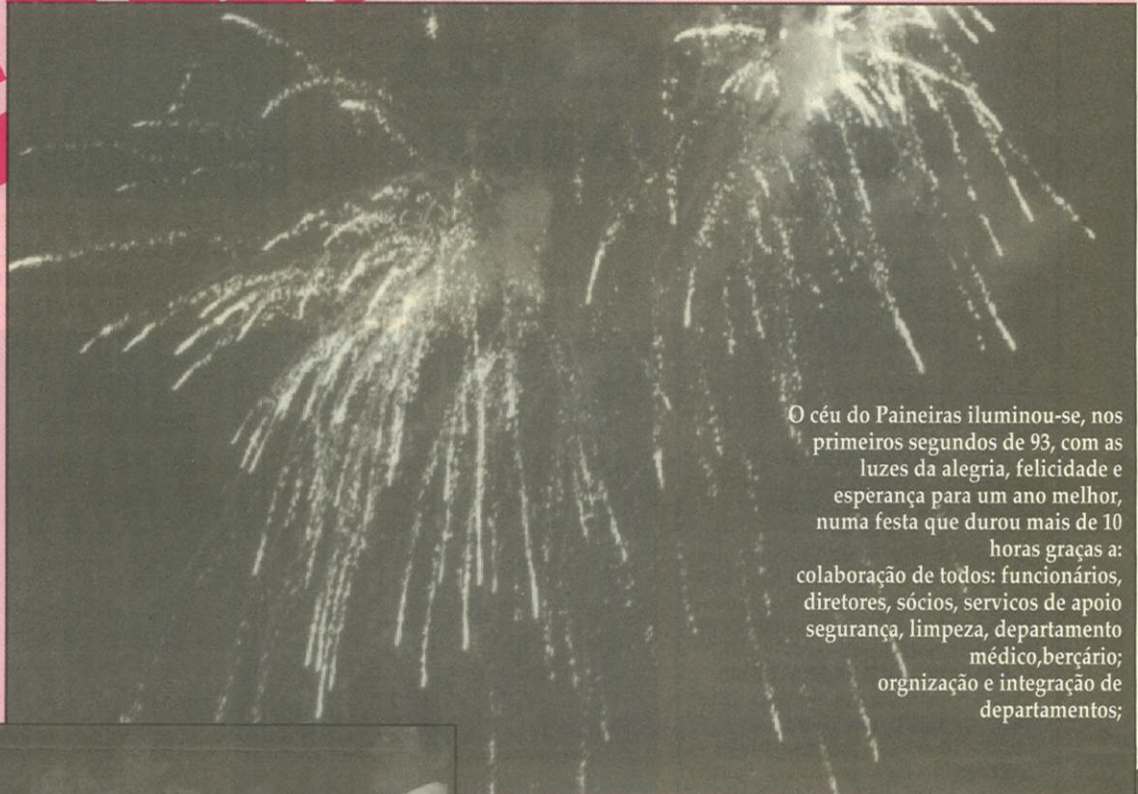 O céu do Paineiras iluminou-se, nos
primeiros segundos de 93, com as
luzes da alegria, felicidade e
esperança para um ano melhor,
numa festa que durou mais de 10
horas graças a:
colaboração de todos: funcionários,
diretores, sócios, servicos de apoio
segurança, limpeza, departamento
médico,berçário;
orgnização e integração de
departamentos;